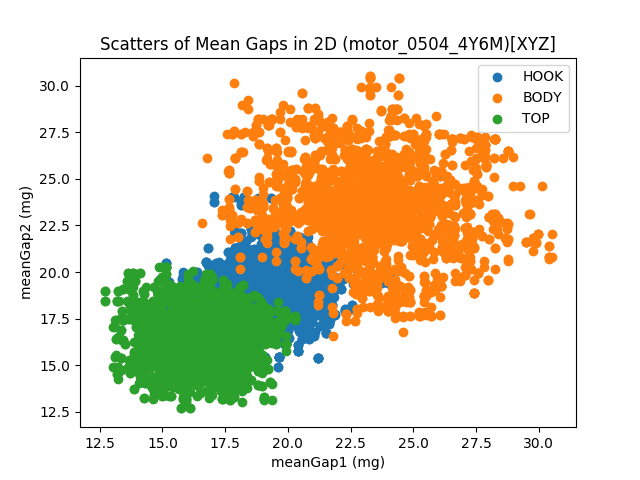 Scatters of Mean Gaps in 2D (motor_0504_4Y6M)[XYZ]
HOOK
BODY
TOP
meanGap2 (mg)
30.0
27.5
25.0
22.5
20.0
17.5
15.0
12.5
12.5 15.0 17.5 20.0 22.5 25.0 27.5 30.0
meanGap1 (mg)